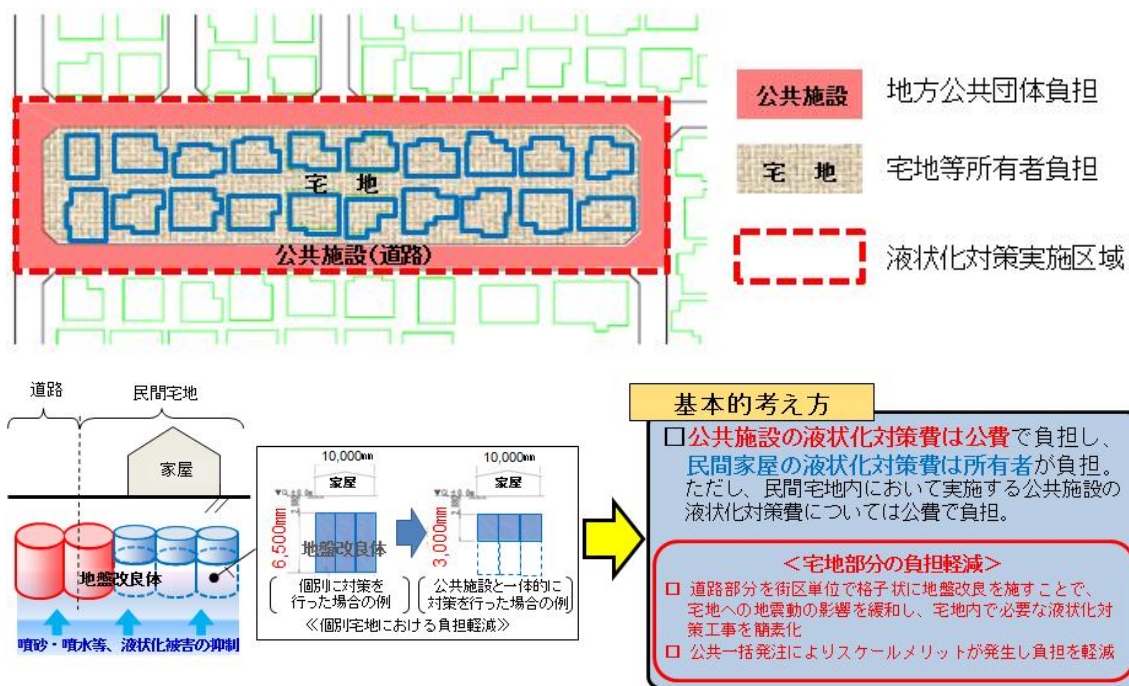 公共施設
地方公共団体負担
宅　地
宅地等所有者負担
液状化対策実施区域
宅　地
公共施設(道路)
道路
民間宅地
家屋
地盤改良体
噴砂・噴水等、液状化被害の抑制
10,000mm
家屋
6,500mm
地盤改良体
個別に対策を
行った場合の例
10,000mm
家屋
3,000mm
公共施設と一体的に
対策を行った場合の例
≪個別宅地における負担軽減≫
基本的考え方
□公共施設の液状化対策費は公費で負担し、
民間家屋の液状化対策費は所有者が負担。
ただし、民間宅地内において実施する公共施設の
液状化対策費については公費で負担。
＜宅地部分の負担軽減＞
□ 道路部分を街区単位で格子状に地盤改良を施すことで、
宅地への地震動の影響を緩和し、宅地内で必要な液状化対
策工事を簡素化
□ 公共一括発注によりスケールメリットが発生し負担を軽減